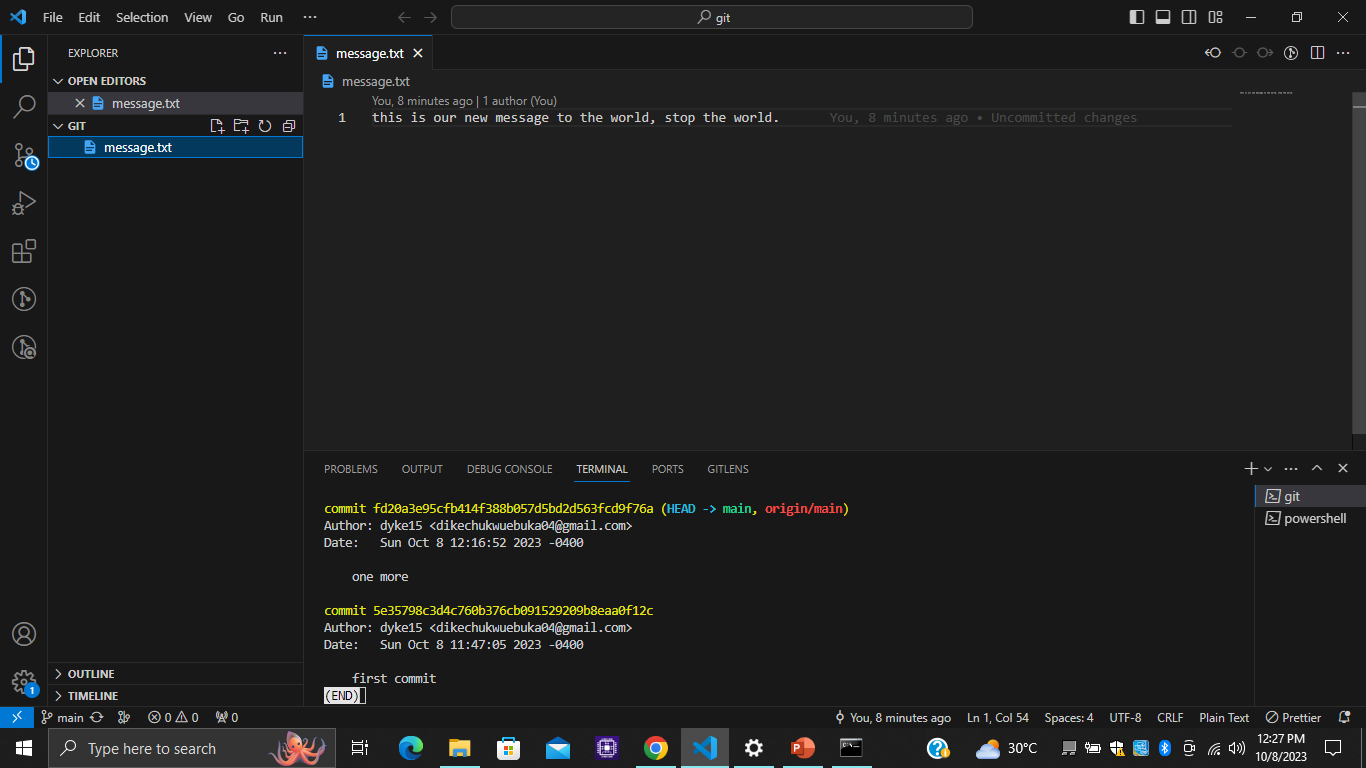 File Edit Selection View Go Run ···
git
EXPLORER ···
OPEN EDITORS
message.txt
GIT
message.txt
OUTLINE
TIMELINE
message.txt
message.txt
You, 8 minutes ago | 1 author (You)
1 this is our new message to the world, stop the world. You, 8 minutes ago • Uncommitted changes
PROBLEMS OUTPUT DEBUG CONSOLE TERMINAL PORTS GITLENS
commit fd20a3e95cfb414f388b057d5bd2d563fcd9f76a (HEAD -> main, origin/main)
Author: dyke15 <dikechukwuebuka04@gmail.com>
Date: Sun Oct 8 12:16:52 2023 -0400
one more
commit 5e35798c3d4c760b376cb091529209b8eaa0f12c
Author: dyke15 <dikechukwuebuka04@gmail.com>
Date: Sun Oct 8 11:47:05 2023 -0400
first commit
(END)
git
powershell
1
main 0 0 0 You, 8 minutes ago Ln 1, Col 54 Spaces: 4 UTF-8 CRLF Plain Text Prettier
Type here to search
30°C
12:27 PM
10/8/2023